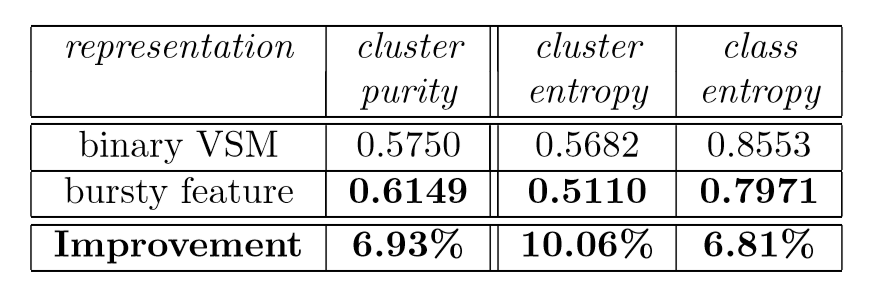 representation cluster cluster class
purity entropy entropy
binary VSM 0.5750 0.5682 0.8553
bursty feature 0.6149 0.5110 0.7971
Improvement 6.93% 10.06% 6.81%